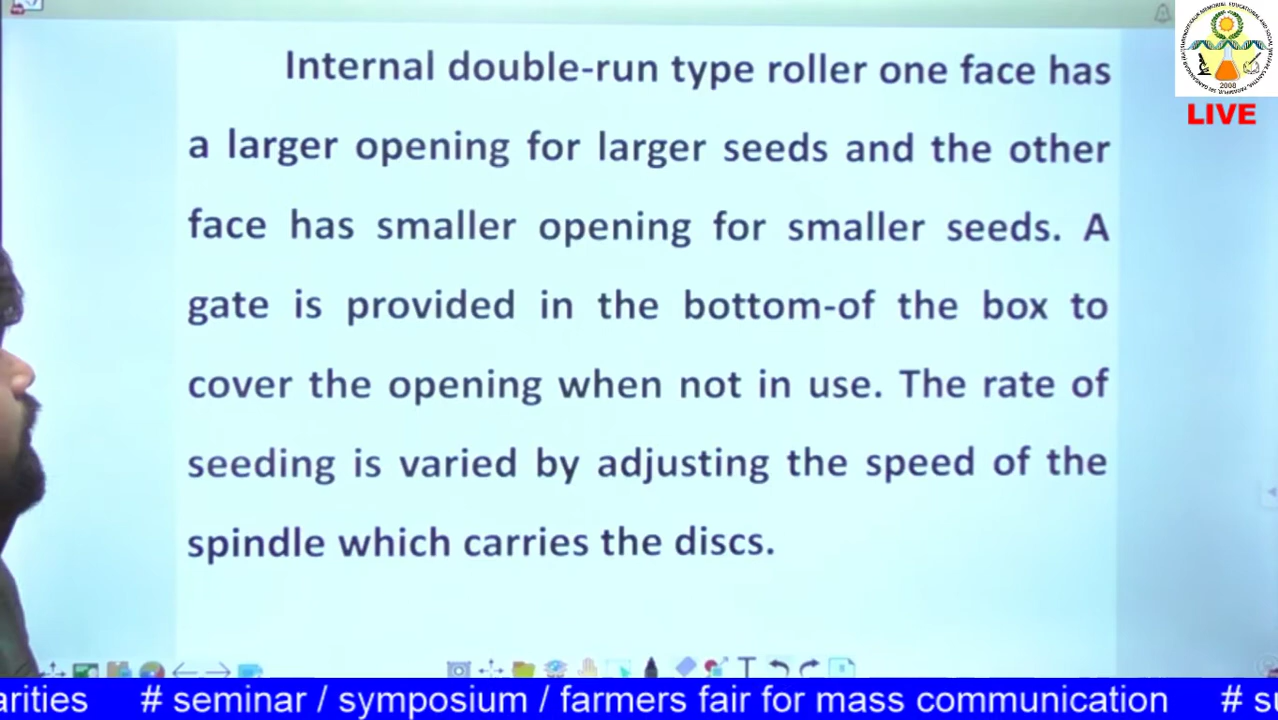 LIVE
Internal double-run type roller one face has
a larger opening for larger seeds and the other
face has smaller opening for smaller seeds. A
gate is provided in the bottom-of the box to
cover the opening when not in use. The rate of
seeding is varied by adjusting the speed of the
spindle which carries the discs.
2008
arities # seminar / symposium / farmers fair for mass communication # su